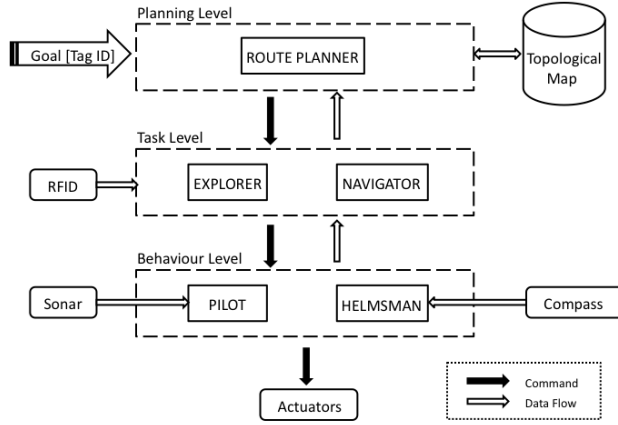 Planning Level
Goal [Tag ID]
ROUTE PLANNER
Topological
Map
Task Level
RFID
EXPLORER
NAVIGATOR
Behaviour Level
Sonar
PILOT
HELMSMAN
Compass
Actuators
Command
Data Flow